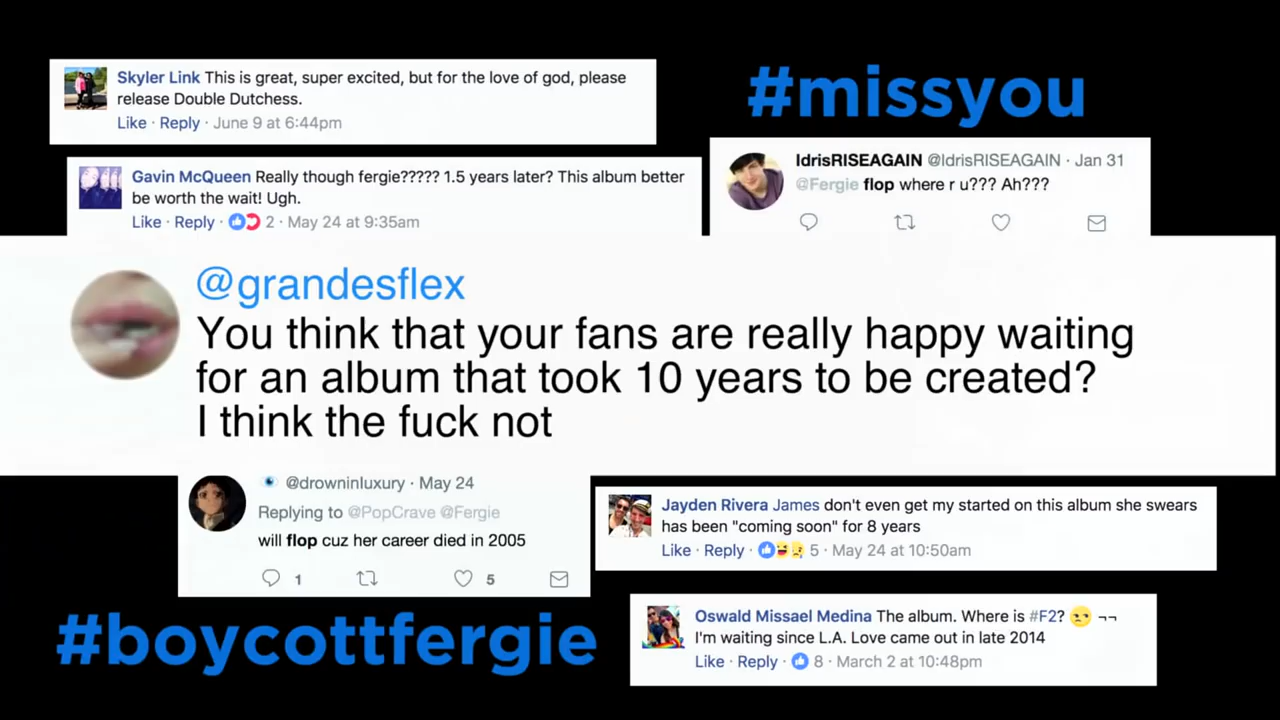 Skyler Link This is great, super excited, but for the love of god, please
release Double Dutchess.
Like · Reply · June 9 at 6:44pm
#missyou
Gavin McQueen Really though fergie????? 1.5 years later? This album better
be worth the wait! Ugh.
Like · Reply · 2 · May 24 at 9:35am
IdrisRISEAGAIN @IdrisRISEAGAIN · Jan 31
@Fergie flop where r u??? Ah???
@grandesflex
You think that your fans are really happy waiting
for an album that took 10 years to be created?
I think the fuck not
@drowninluxury · May 24
Replying to @PopCrave @Fergie
will flop cuz her career died in 2005
1 5
Jayden Rivera James don't even get my started on this album she swears
has been "coming soon" for 8 years
Like · Reply · 5 · May 24 at 10:50am
#boycottfergie
Oswald Missael Medina The album. Where is #F2? ¬¬
I'm waiting since L.A. Love came out in late 2014
Like · Reply · 8 · March 2 at 10:48pm